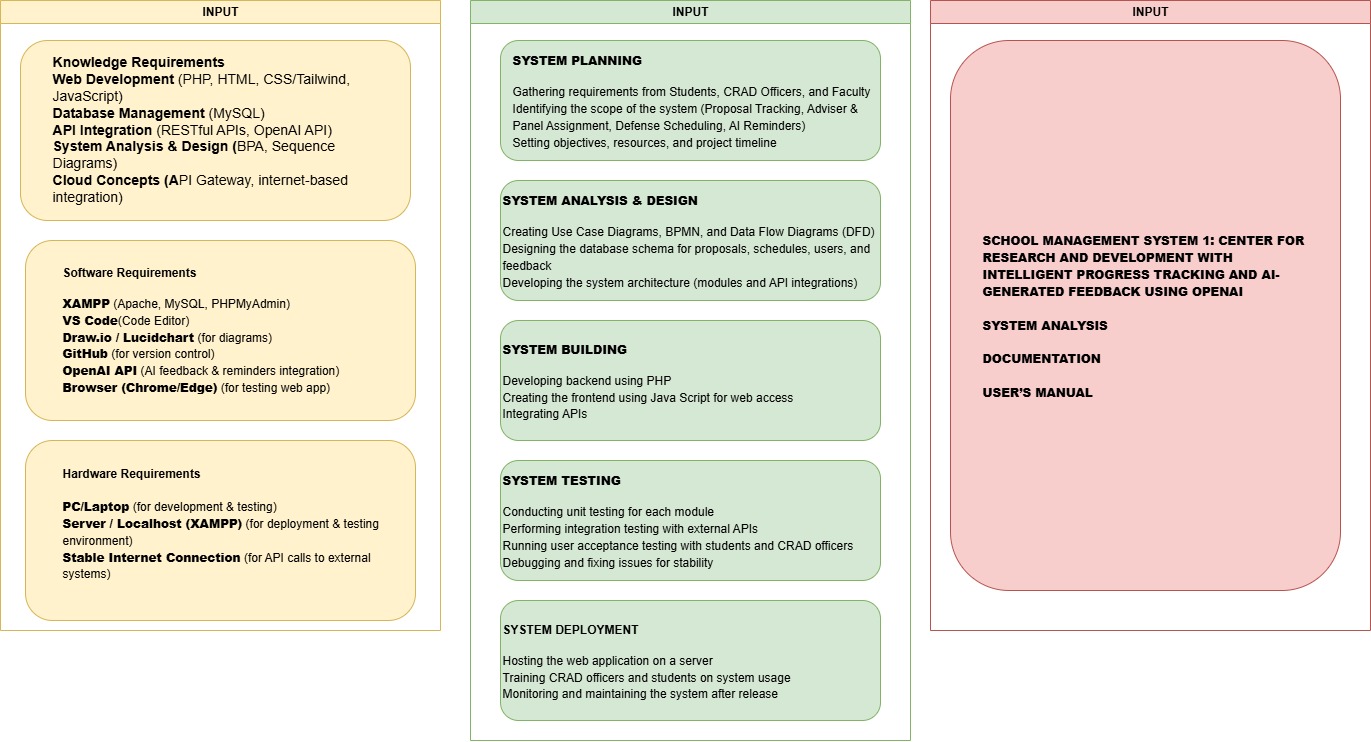 INPUT
Knowledge Requirements
Web Development (PHP, HTML, CSS/Tailwind,
JavaScript)
Database Management (MySQL)
API Integration (RESTful APIs, OpenAI API)
System Analysis & Design (BPA, Sequence
Diagrams)
Cloud Concepts (API Gateway, internet-based
integration)
Software Requirements
XAMPP (Apache, MySQL, PHPMyAdmin)
VS Code(Code Editor)
Draw.io / Lucidchart (for diagrams)
GitHub (for version control)
OpenAI API (AI feedback & reminders integration)
Browser (Chrome/Edge) (for testing web app)
Hardware Requirements
PC/Laptop (for development & testing)
Server / Localhost (XAMPP) (for deployment & testing
environment)
Stable Internet Connection (for API calls to external
systems)
INPUT
SYSTEM PLANNING
Gathering requirements from Students, CRAD Officers, and Faculty
Identifying the scope of the system (Proposal Tracking, Adviser &
Panel Assignment, Defense Scheduling, AI Reminders)
Setting objectives, resources, and project timeline
SYSTEM ANALYSIS & DESIGN
Creating Use Case Diagrams, BPMN, and Data Flow Diagrams (DFD)
Designing the database schema for proposals, schedules, users, and
feedback
Developing the system architecture (modules and API integrations)
SYSTEM BUILDING
Developing backend using PHP
Creating the frontend using Java Script for web access
Integrating APIs
SYSTEM TESTING
Conducting unit testing for each module
Performing integration testing with external APIs
Running user acceptance testing with students and CRAD officers
Debugging and fixing issues for stability
SYSTEM DEPLOYMENT
Hosting the web application on a server
Training CRAD officers and students on system usage
Monitoring and maintaining the system after release
INPUT
SCHOOL MANAGEMENT SYSTEM 1: CENTER FOR
RESEARCH AND DEVELOPMENT WITH
INTELLIGENT PROGRESS TRACKING AND AI-
GENERATED FEEDBACK USING OPENAI
SYSTEM ANALYSIS
DOCUMENTATION
USER'S MANUAL